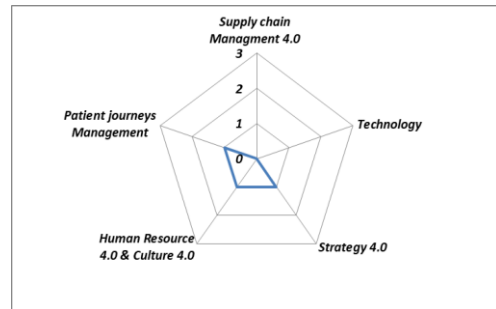 Supply chain
Managment 4.0
3
2
Patient journeys
Management
1
Technology
0
Human Resource
4.0 & Culture 4.0
Strategy 4.0